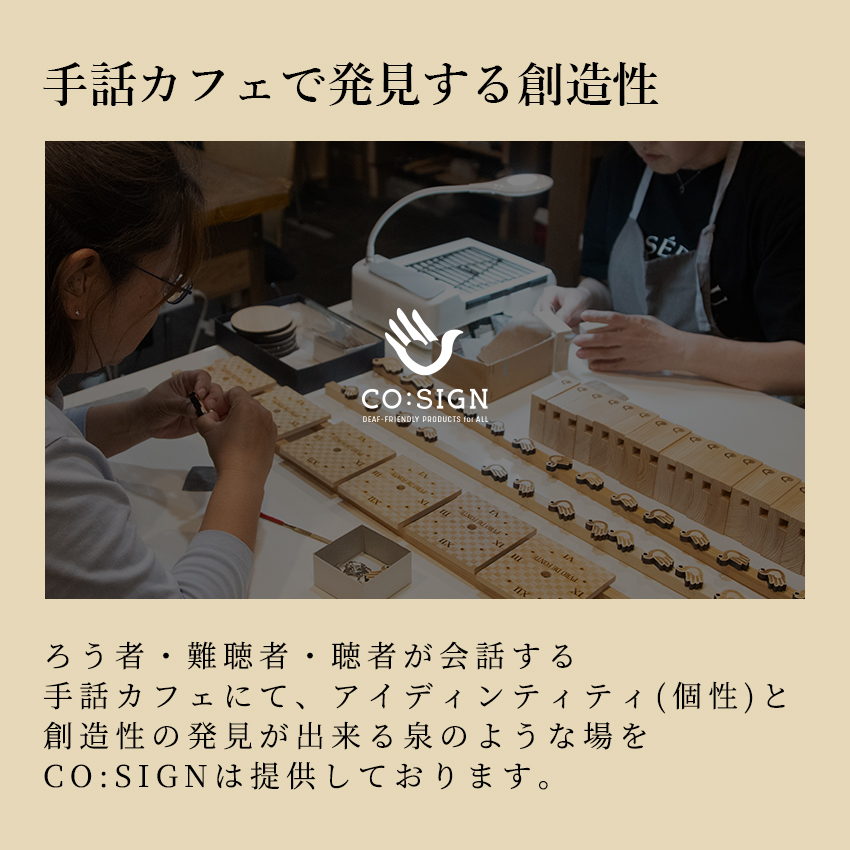 手話カフェで発見する創造性
SÉP
CO:SIGN
DEAF-FRIENDLY PRODUCTS for ALL
ろう者・難聴者・聴者が会話する
手話カフェにて、アイディンティティ(個性)と
創造性の発見が出来る泉のような場を
CO:SIGNは提供しております。